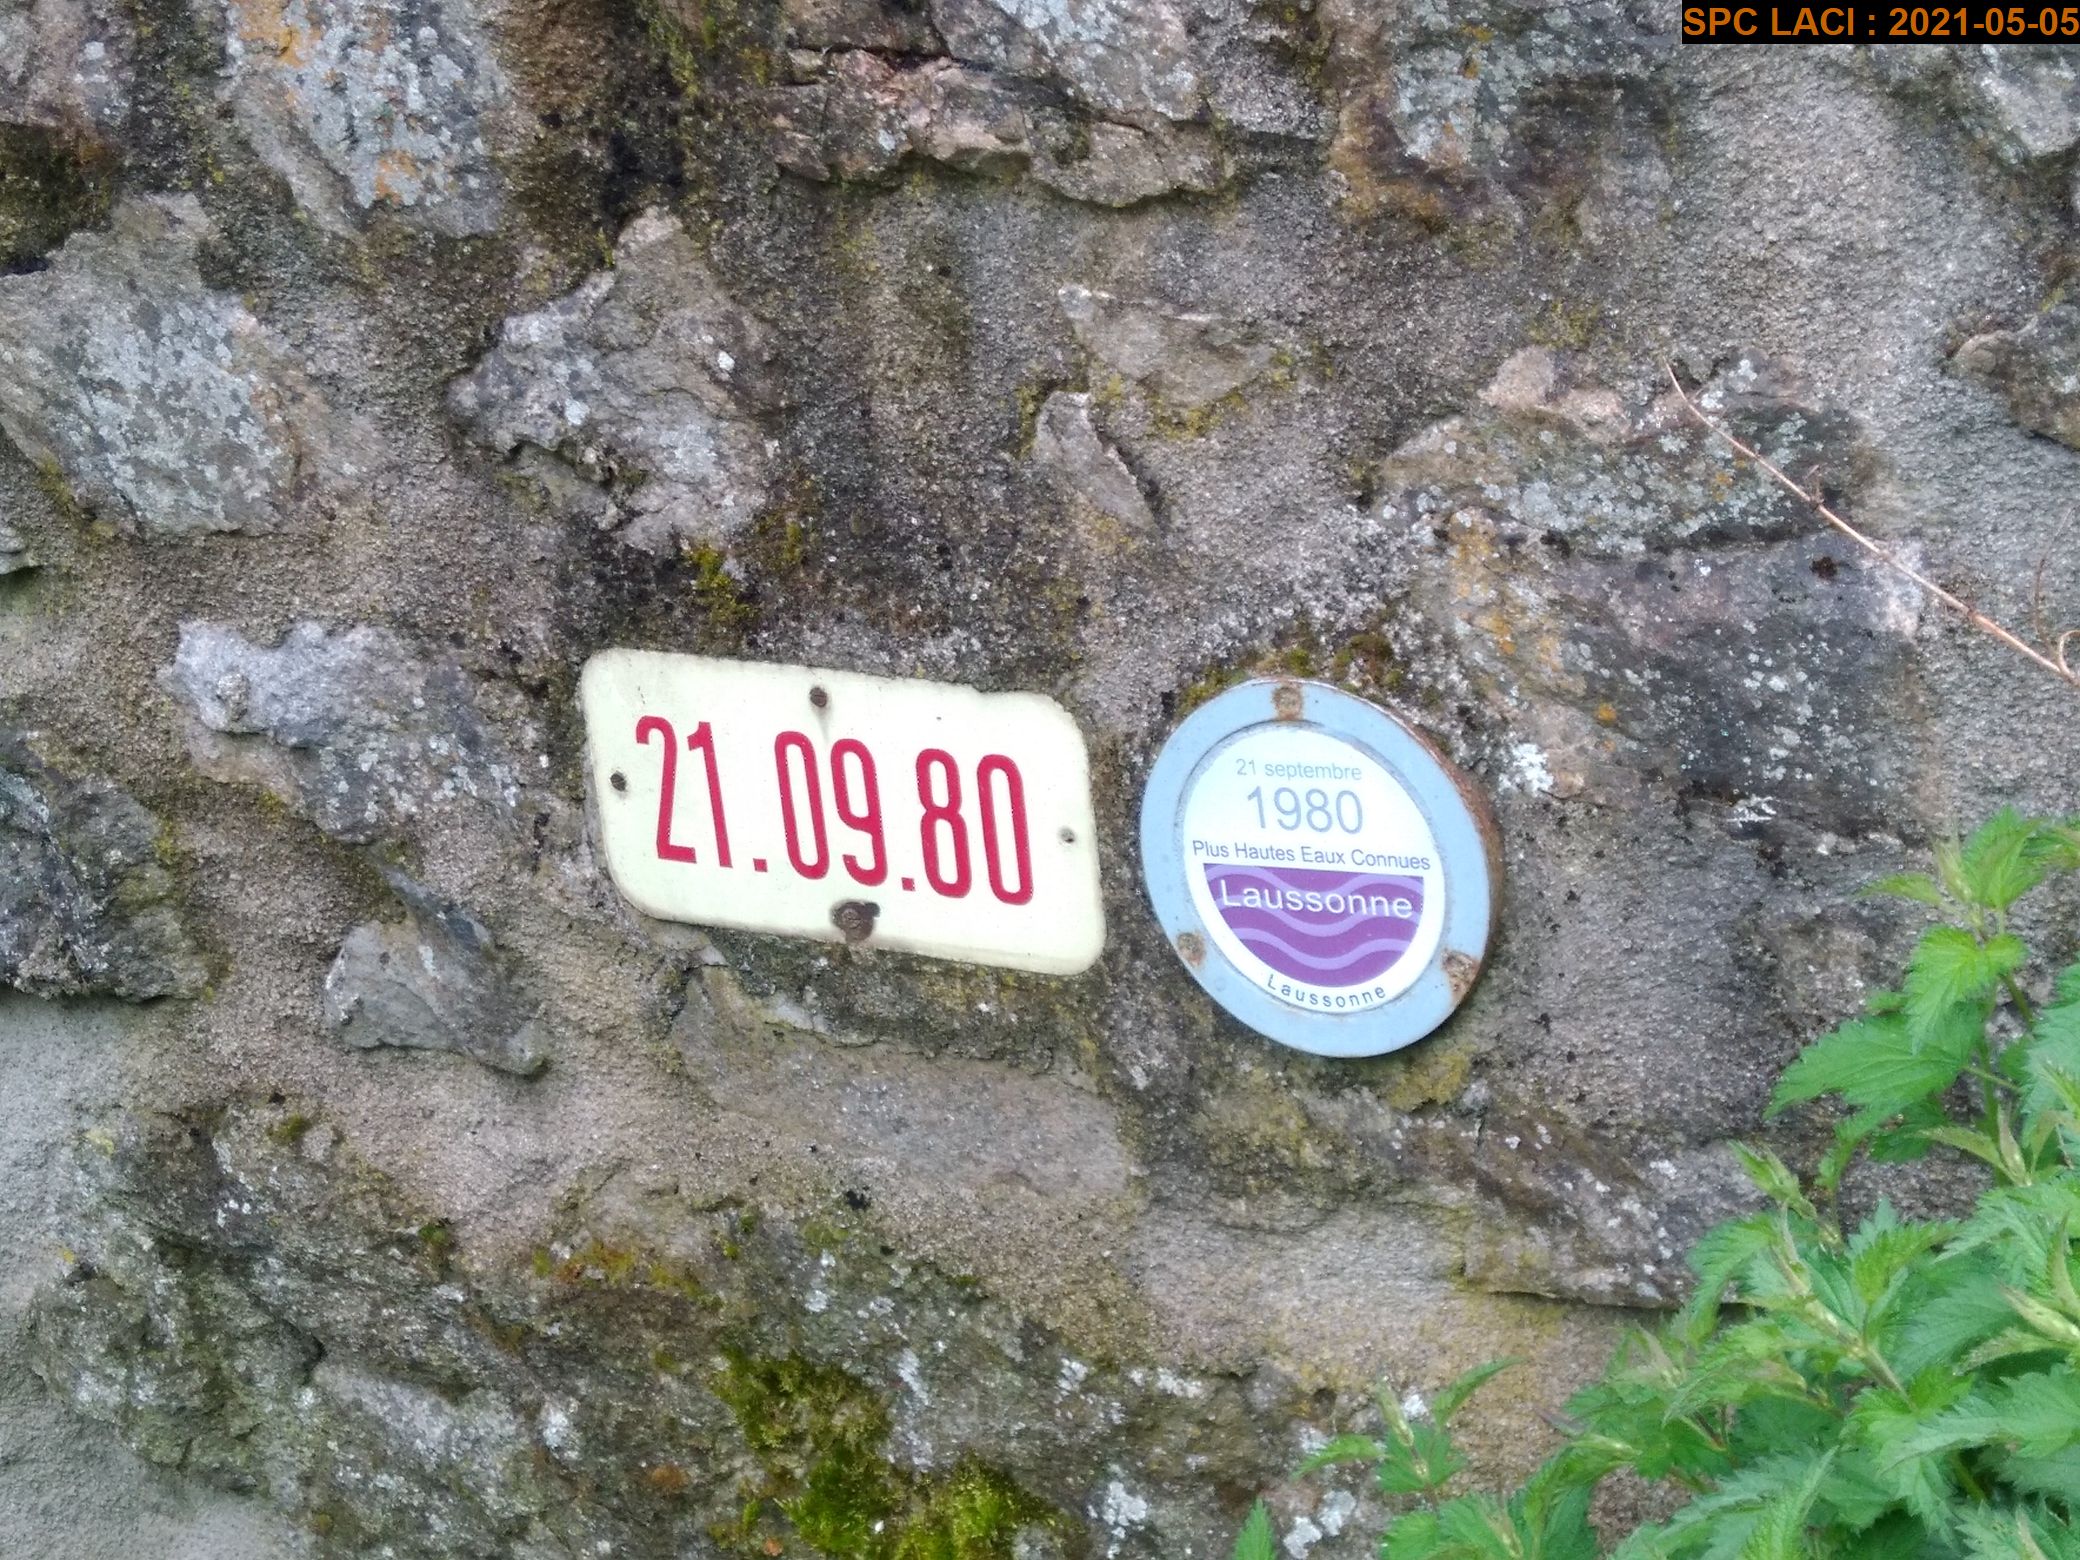 SPC LACI : 2021-05-05
21.09.80
21 septembre
1980
Plus Hautes Eaux Connues
Laussonne
Laussonne